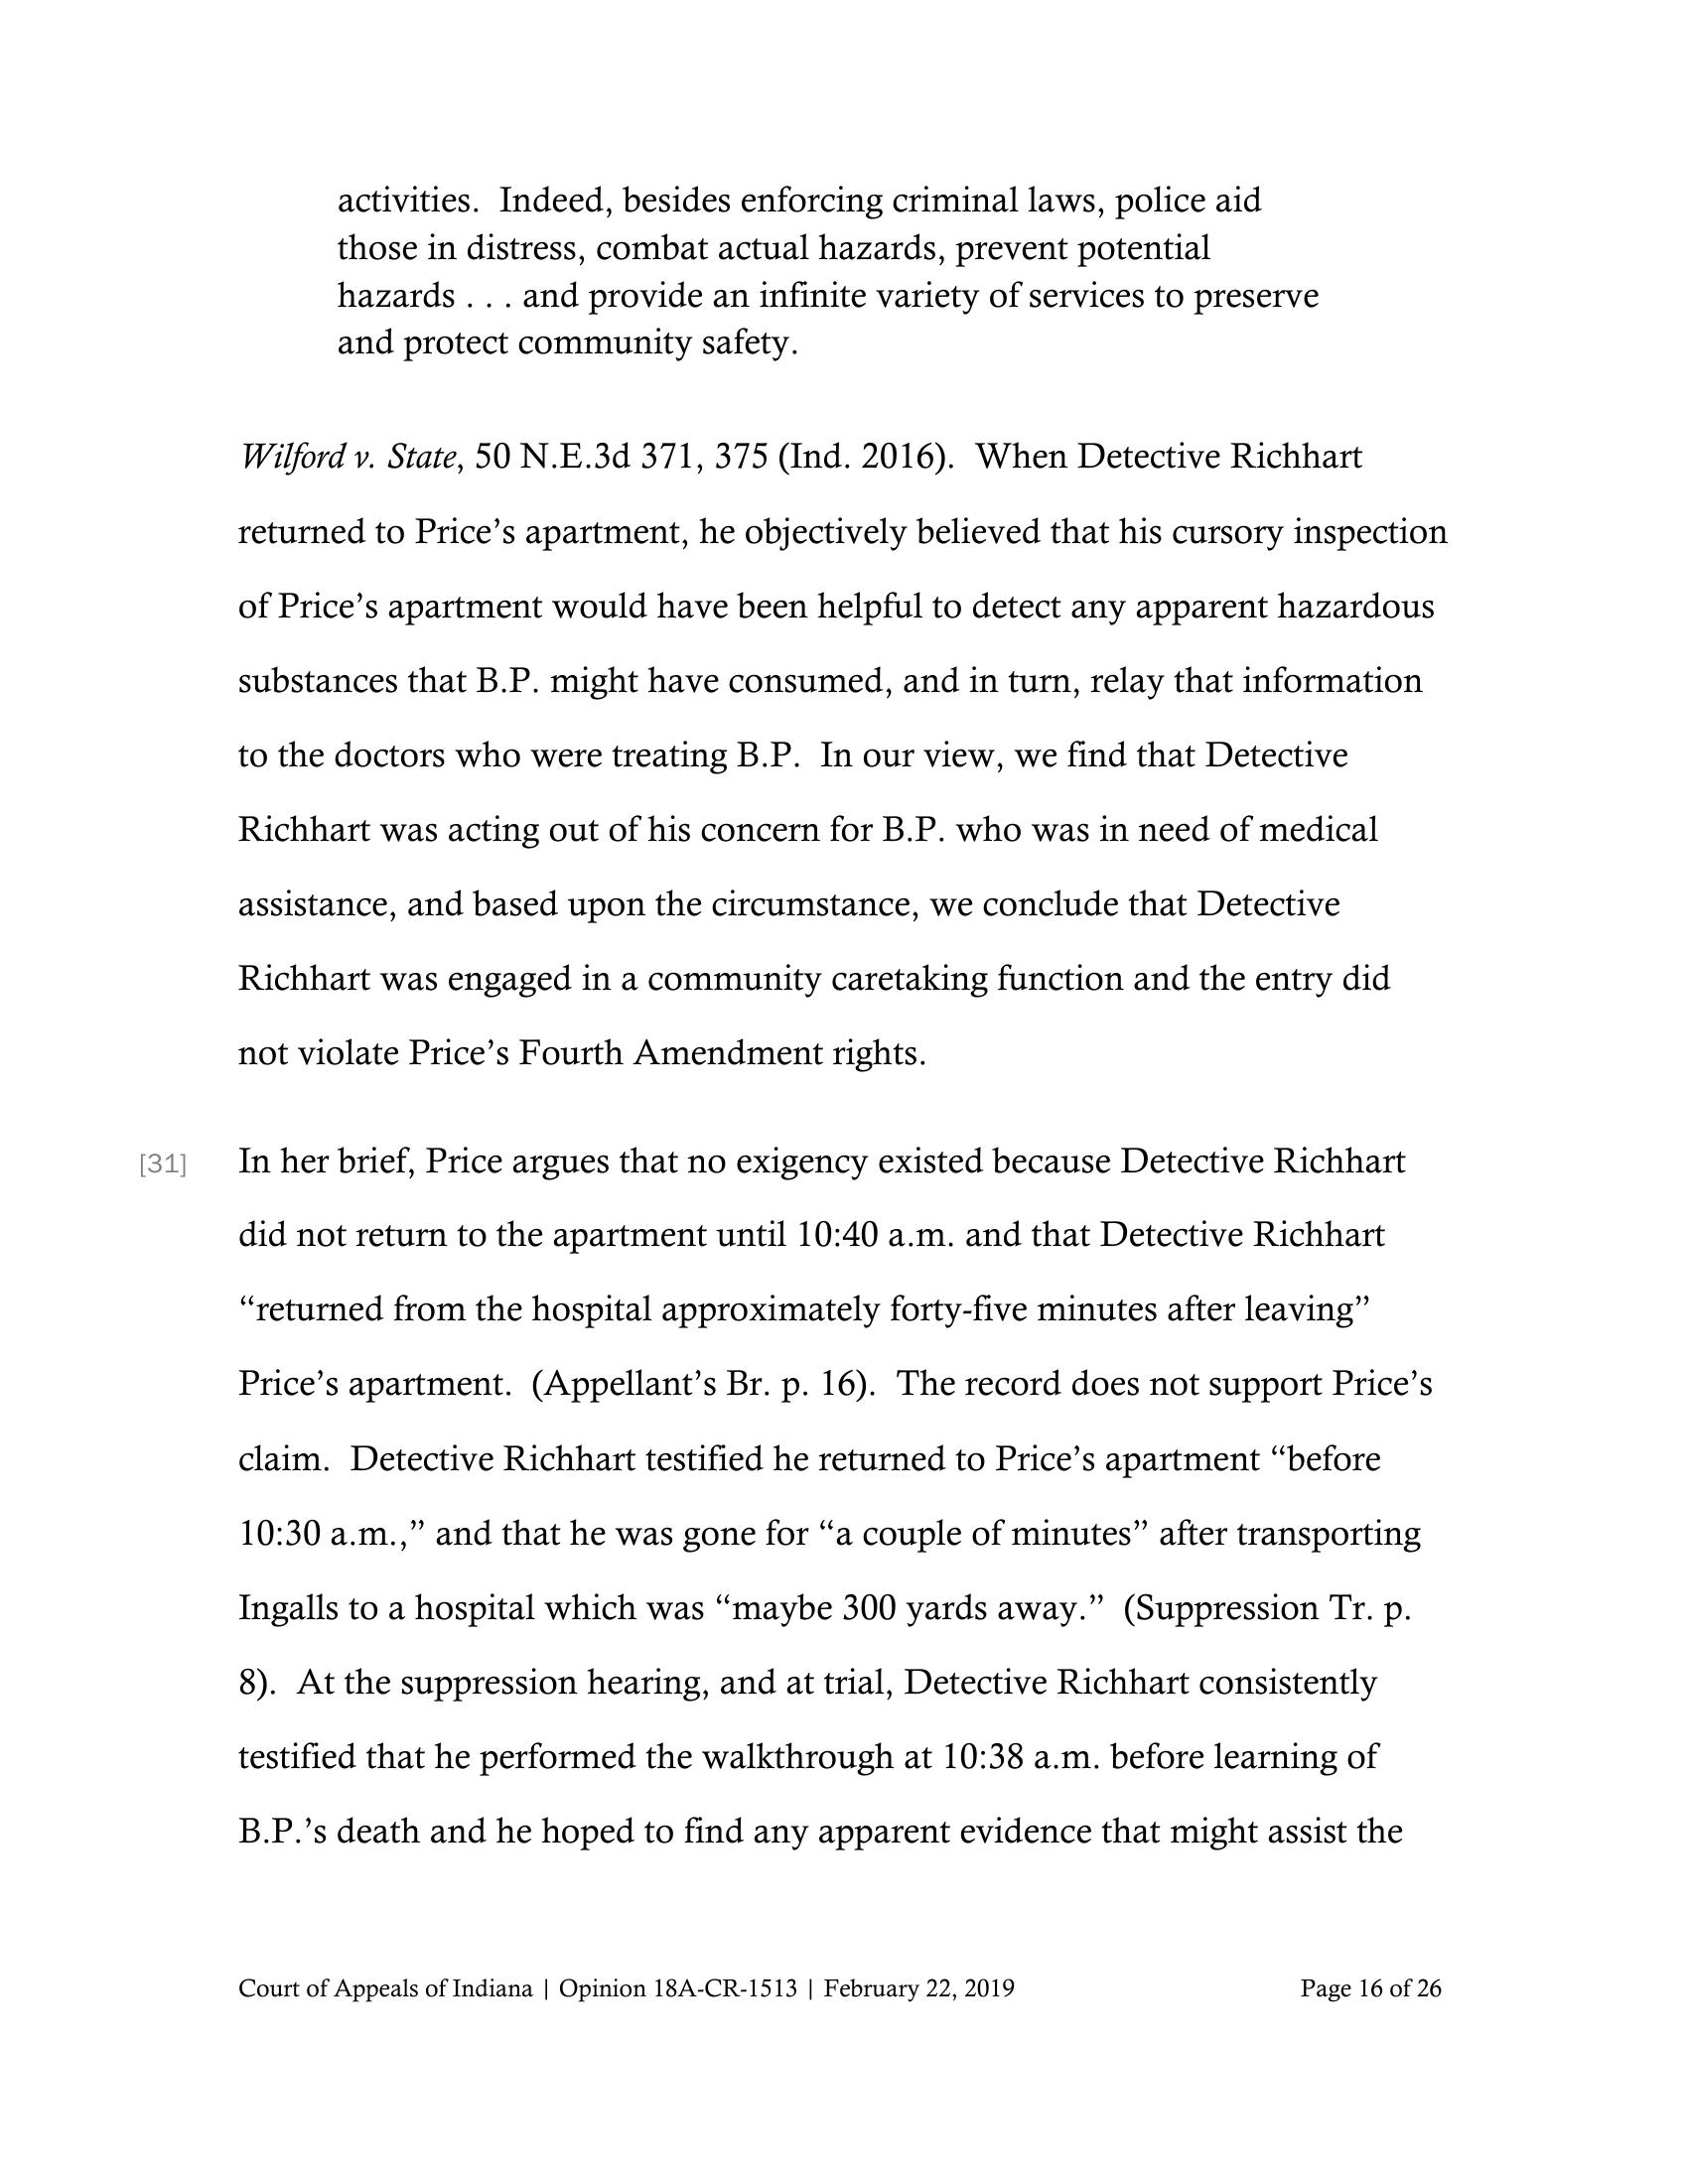 activities.  Indeed, besides enforcing criminal laws, police aid
those in distress, combat actual hazards, prevent potential
hazards . . . and provide an infinite variety of services to preserve
and protect community safety.
Wilford v. State, 50 N.E.3d 371, 375 (Ind. 2016).  When Detective Richhart
returned to Price’s apartment, he objectively believed that his cursory inspection
of Price’s apartment would have been helpful to detect any apparent hazardous
substances that B.P. might have consumed, and in turn, relay that information
to the doctors who were treating B.P.  In our view, we find that Detective
Richhart was acting out of his concern for B.P. who was in need of medical
assistance, and based upon the circumstance, we conclude that Detective
Richhart was engaged in a community caretaking function and the entry did
not violate Price’s Fourth Amendment rights.
[31] In her brief, Price argues that no exigency existed because Detective Richhart
did not return to the apartment until 10:40 a.m. and that Detective Richhart
“returned from the hospital approximately forty-five minutes after leaving”
Price’s apartment.  (Appellant’s Br. p. 16).  The record does not support Price’s
claim.  Detective Richhart testified he returned to Price’s apartment “before
10:30 a.m.,” and that he was gone for “a couple of minutes” after transporting
Ingalls to a hospital which was “maybe 300 yards away.”  (Suppression Tr. p.
8).  At the suppression hearing, and at trial, Detective Richhart consistently
testified that he performed the walkthrough at 10:38 a.m. before learning of
B.P.’s death and he hoped to find any apparent evidence that might assist the
Court of Appeals of Indiana | Opinion 18A-CR-1513 | February 22, 2019 Page 16 of 26